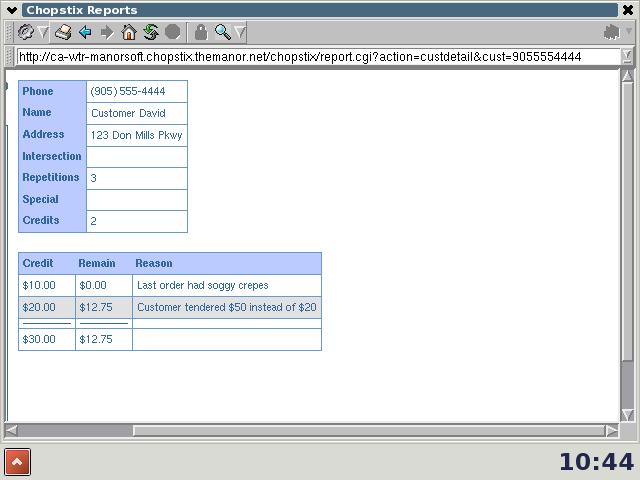 Chopstix Reports
http://ca-wtr-manorsoft.chopstix.themanor.net/chopstix/report.cgi?action=custdetail&cust=9055554444
Phone (905) 555-4444
Name Customer David
Address 123 Don Mills Pkwy
Intersection
Repetitions 3
Special
Credits 2
Credit Remain Reason
$10.00 $0.00 Last order had soggy crepes
$20.00 $12.75 Customer tendered $50 instead of $20
$30.00 $12.75
10:44